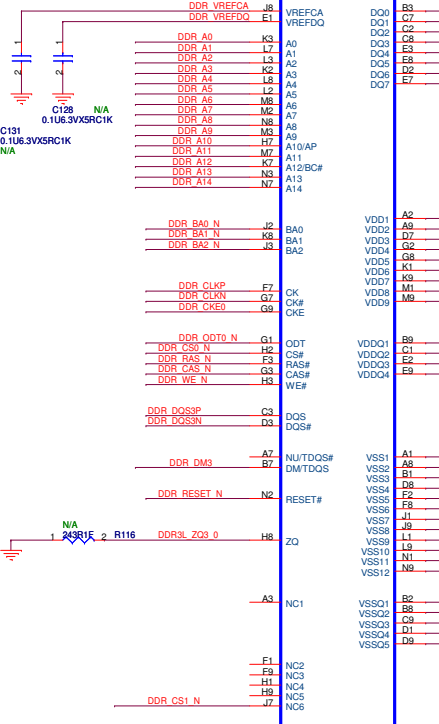 DDR_VREFCA J8 VREFCA
DDR_VREFDQ E1 VREFDQ
B3 DQ0
C7 DQ1
C2 DQ2
C8 DQ3
E3 DQ4
E8 DQ5
D2 DQ6
E7 DQ7
1 1
2 2
C128 N/A
0.1U6.3VX5RC1K
C131
0.1U6.3VX5RC1K
N/A
DDR_A0 K3 A0
DDR_A1 L7 A1
DDR_A2 L3 A2
DDR_A3 K2 A3
DDR_A4 L8 A4
DDR_A5 L2 A5
DDR_A6 M8 A6
DDR_A7 M2 A7
DDR_A8 N8 A8
DDR_A9 M3 A9
DDR_A10 H7 A10/AP
DDR_A11 M7 A11
DDR_A12 K7 A12/BC#
DDR_A13 N3 A13
DDR_A14 N7 A14
DDR_BA0_N J2 BA0
DDR_BA1_N K8 BA1
DDR_BA2_N J3 BA2
VDD1 A2
VDD2 A9
VDD3 D7
VDD4 G2
VDD5 G8
VDD6 K1
VDD7 K9
VDD8 M1
VDD9 M9
DDR_CLKP F7 CK
DDR_CLKN G7 CK#
DDR_CKE0 G9 CKE
DDR_ODT0_N G1 ODT
DDR_CS0_N H2 CS#
DDR_RAS_N F3 RAS#
DDR_CAS_N G3 CAS#
DDR_WE_N H3 WE#
VDDQ1 B9
VDDQ2 C1
VDDQ3 E2
VDDQ4 E9
DDR_DQS3P C3 DQS
DDR_DQS3N D3 DQS#
A7 NU/TDQS#
DDR_DM3 B7 DM/TDQS
DDR_RESET_N N2 RESET#
VSS1 A1
VSS2 A8
VSS3 B1
VSS4 D8
VSS5 F2
VSS6 F8
VSS7 J1
VSS8 J9
VSS9 L1
VSS10 L9
VSS11 N1
VSS12 N9
N/A
1 243R1F 2 R116 DDR3L_ZQ3_0 H8 ZQ
A3 NC1
VSSQ1 B2
VSSQ2 B8
VSSQ3 C9
VSSQ4 D1
VSSQ5 D9
F1 NC2
F9 NC3
H1 NC4
H9 NC5
DDR_CS1_N J7 NC6